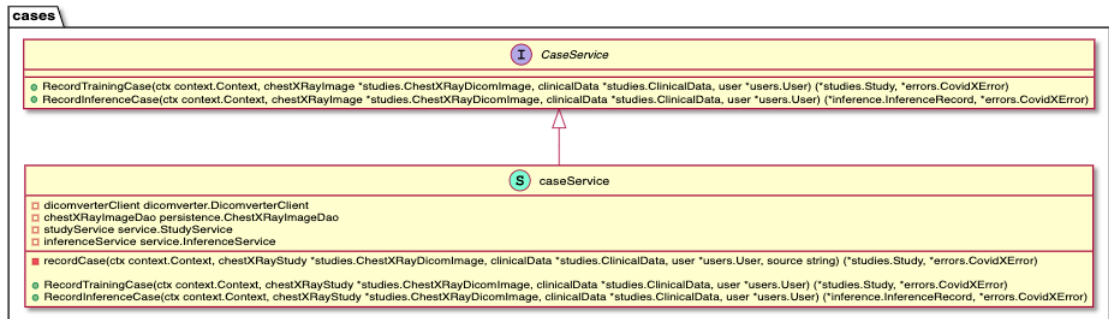 cases
I CaseService
RecordTrainingCase(ctx context.Context, chestXRayImage *studies.ChestXRayDicomImage, clinicalData *studies.ClinicalData, user *users.User) (*studies.Study, *errors.CovidXError)
RecordInferenceCase(ctx context.Context, chestXRayImage *studies.ChestXRayDicomImage, clinicalData *studies.ClinicalData, user *users.User) (*inference.InferenceRecord, *errors.CovidXError)
S caseService
dicomverterClient dicomverter.DicomverterClient
chestXRayImageDao persistence.ChestXRayImageDao
studyService service.StudyService
inferenceService service.InferenceService
recordCase(ctx context.Context, chestXRayStudy *studies.ChestXRayDicomImage, clinicalData *studies.ClinicalData, user *users.User, source string) (*studies.Study, *errors.CovidXError)
RecordTrainingCase(ctx context.Context, chestXRayStudy *studies.ChestXRayDicomImage, clinicalData *studies.ClinicalData, user *users.User) (*studies.Study, *errors.CovidXError)
RecordInferenceCase(ctx context.Context, chestXRayStudy *studies.ChestXRayDicomImage, clinicalData *studies.ClinicalData, user *users.User) (*inference.InferenceRecord, *errors.CovidXError)